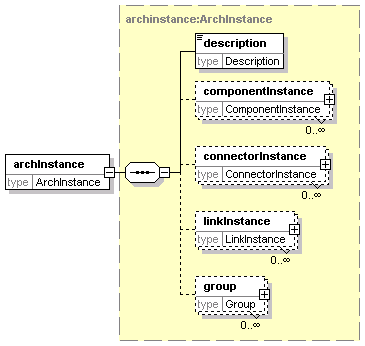 archinstance:ArchInstance
description
type Description
componentInstance
type ComponentInstance
0..∞
connectorInstance
type ConnectorInstance
0..∞
archInstance
type ArchInstance
linkInstance
type LinkInstance
0..∞
group
type Group
0..∞